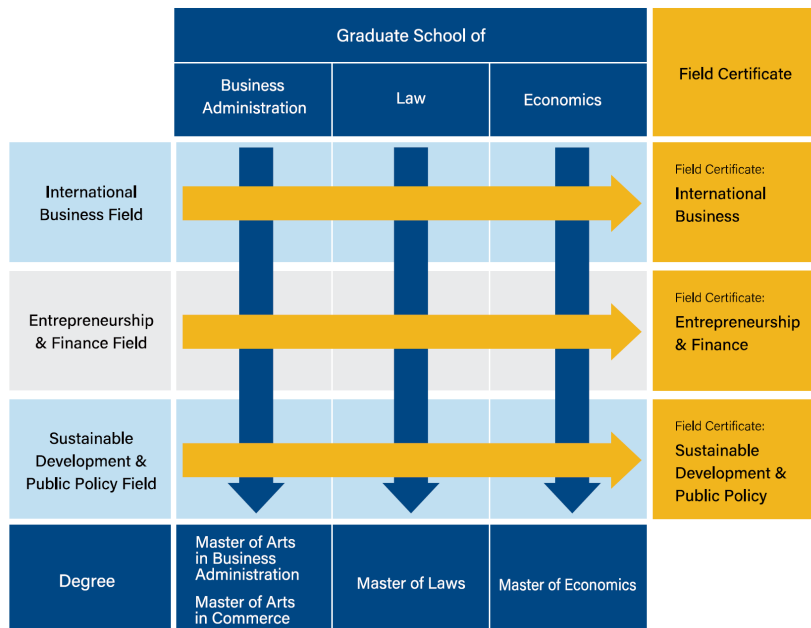 Graduate School of
Field Certificate
Business
Administration
Law
Economics
International
Business Field
Field Certificate:
International
Business
Entrepreneurship
& Finance Field
Field Certificate:
Entrepreneurship
& Finance
Sustainable
Development &
Public Policy Field
Field Certificate:
Sustainable
Development &
Public Policy
Degree
Master of Arts
in Business
Administration
Master of Arts
in Commerce
Master of Laws
Master of Economics